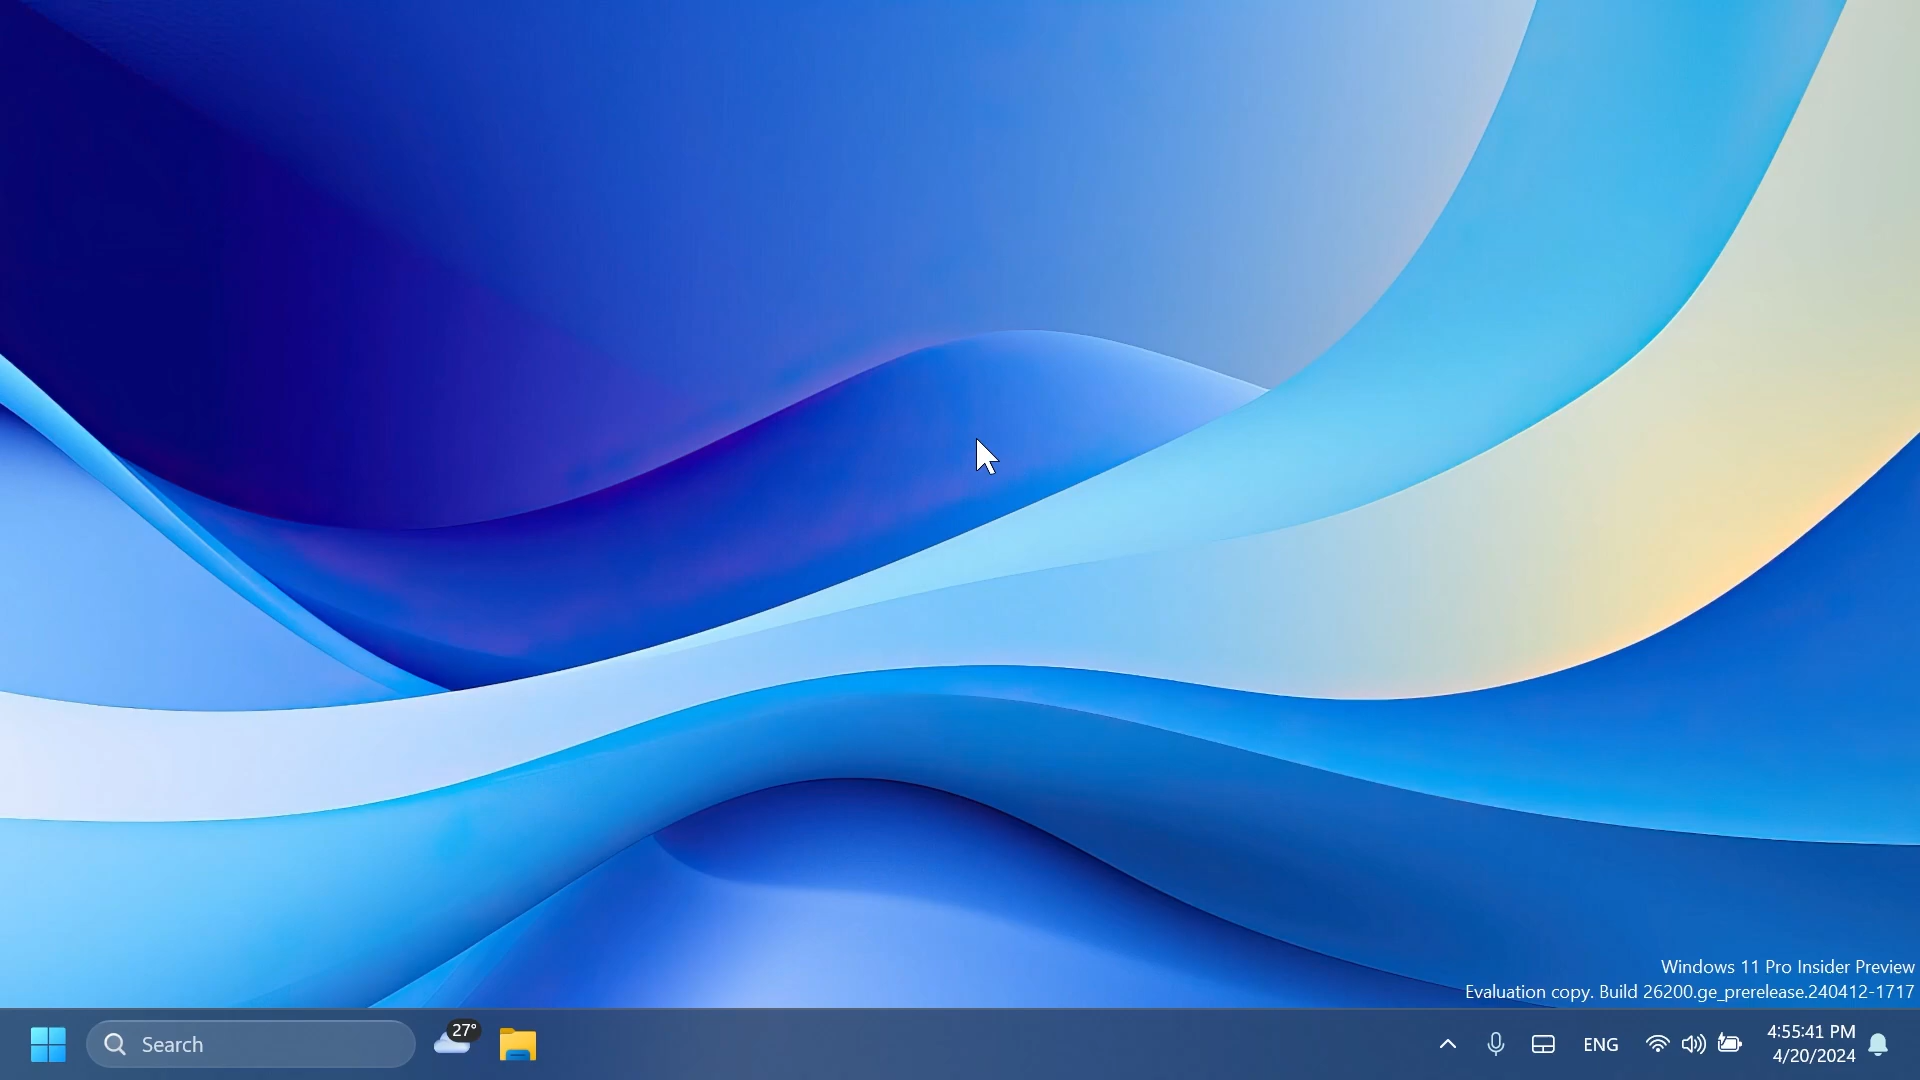 Windows 11 Pro Insider Preview
Evaluation copy. Build 26200.ge_prerelease.240412-1717
Search
27°
ENG
4:55:41 PM
4/20/2024